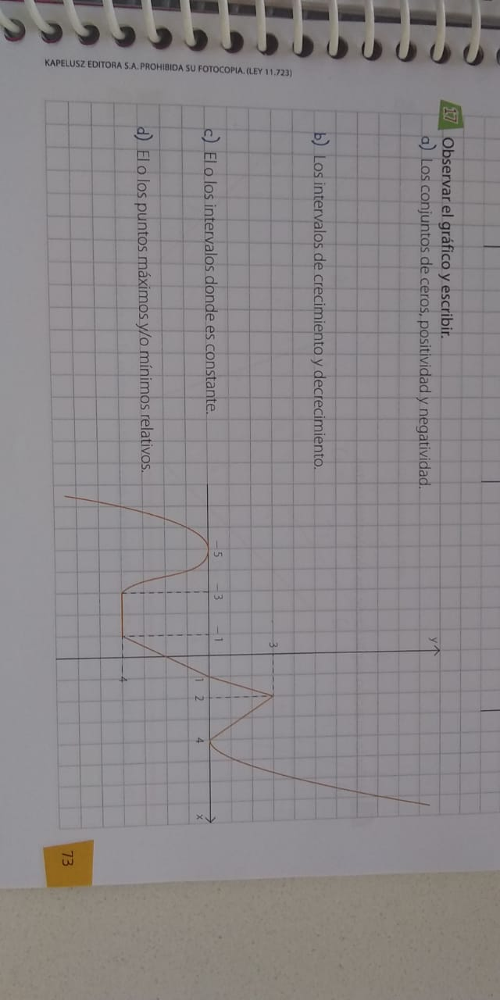 17 Observar el gráfico y escribir.
a) Los conjuntos de ceros, positividad y negatividad.
b) Los intervalos de crecimiento y decrecimiento.
c) El o los intervalos donde es constante.
d) El o los puntos máximos y/o mínimos relativos.
y
3
−5 −3 −1 1 2 4 x
−4
KAPELUSZ EDITORA S.A. PROHIBIDA SU FOTOCOPIA. (LEY 11.723)
73